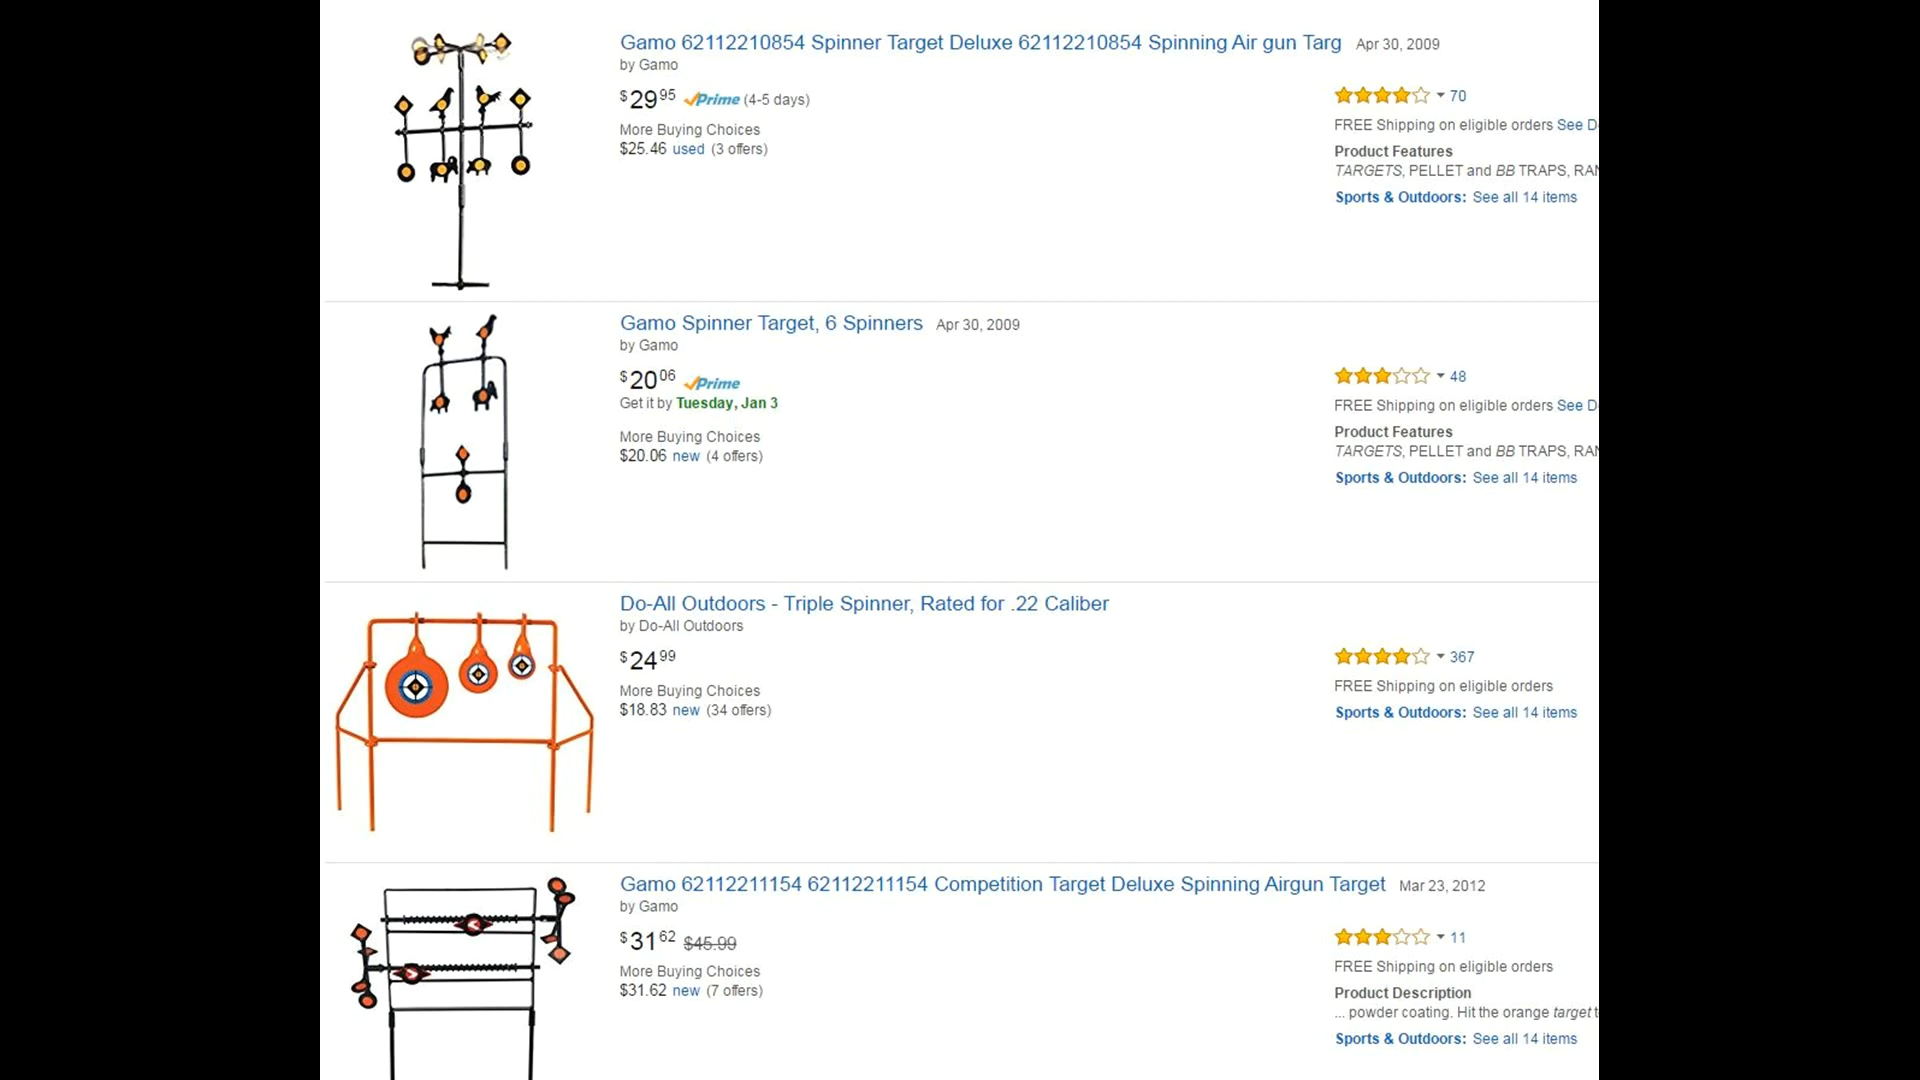 Gamo 62112210854 Spinner Target Deluxe 62112210854 Spinning Air gun Targ Apr 30, 2009
by Gamo
$29 95 Prime (4-5 days)
70
More Buying Choices
$25.46 used (3 offers)
FREE Shipping on eligible orders See D
Product Features
TARGETS, PELLET and BB TRAPS, RAN
Sports & Outdoors: See all 14 items
Gamo Spinner Target, 6 Spinners Apr 30, 2009
by Gamo
$20 06 Prime
48
Get it by Tuesday, Jan 3
More Buying Choices
$20.06 new (4 offers)
FREE Shipping on eligible orders See D
Product Features
TARGETS, PELLET and BB TRAPS, RAN
Sports & Outdoors: See all 14 items
Do-All Outdoors - Triple Spinner, Rated for .22 Caliber
by Do-All Outdoors
$24 99
367
More Buying Choices
$18.83 new (34 offers)
FREE Shipping on eligible orders
Sports & Outdoors: See all 14 items
Gamo 62112211154 62112211154 Competition Target Deluxe Spinning Airgun Target Mar 23, 2012
by Gamo
$31 62 $45.99
11
More Buying Choices
$31.62 new (7 offers)
FREE Shipping on eligible orders
Product Description
... powder coating. Hit the orange target t
Sports & Outdoors: See all 14 items